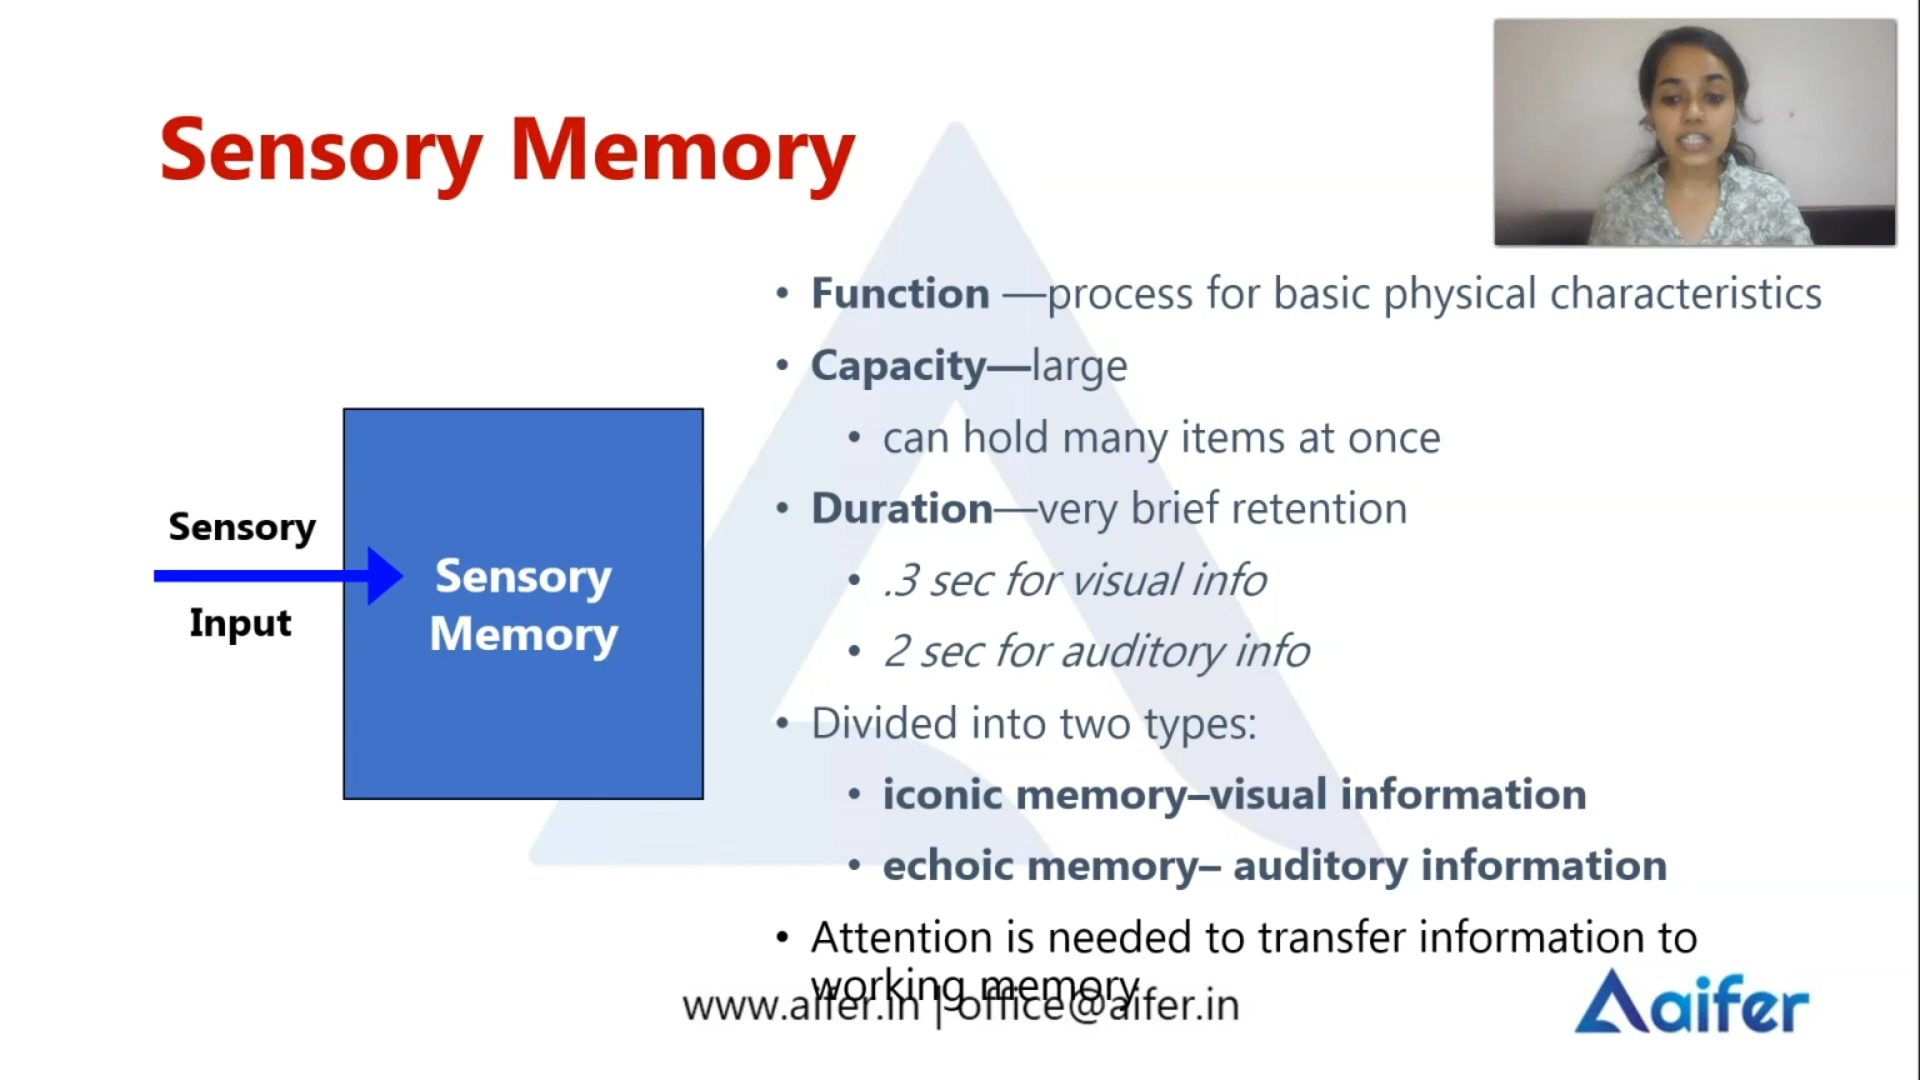 Sensory Memory
• Function —process for basic physical characteristics
• Capacity—large
• can hold many items at once
• Duration—very brief retention
• .3 sec for visual info
• 2 sec for auditory info
• Divided into two types:
• iconic memory–visual information
• echoic memory– auditory information
• Attention is needed to transfer information to
working memory
Sensory
Input
Sensory
Memory
www.aifer.in | office@aifer.in
aifer